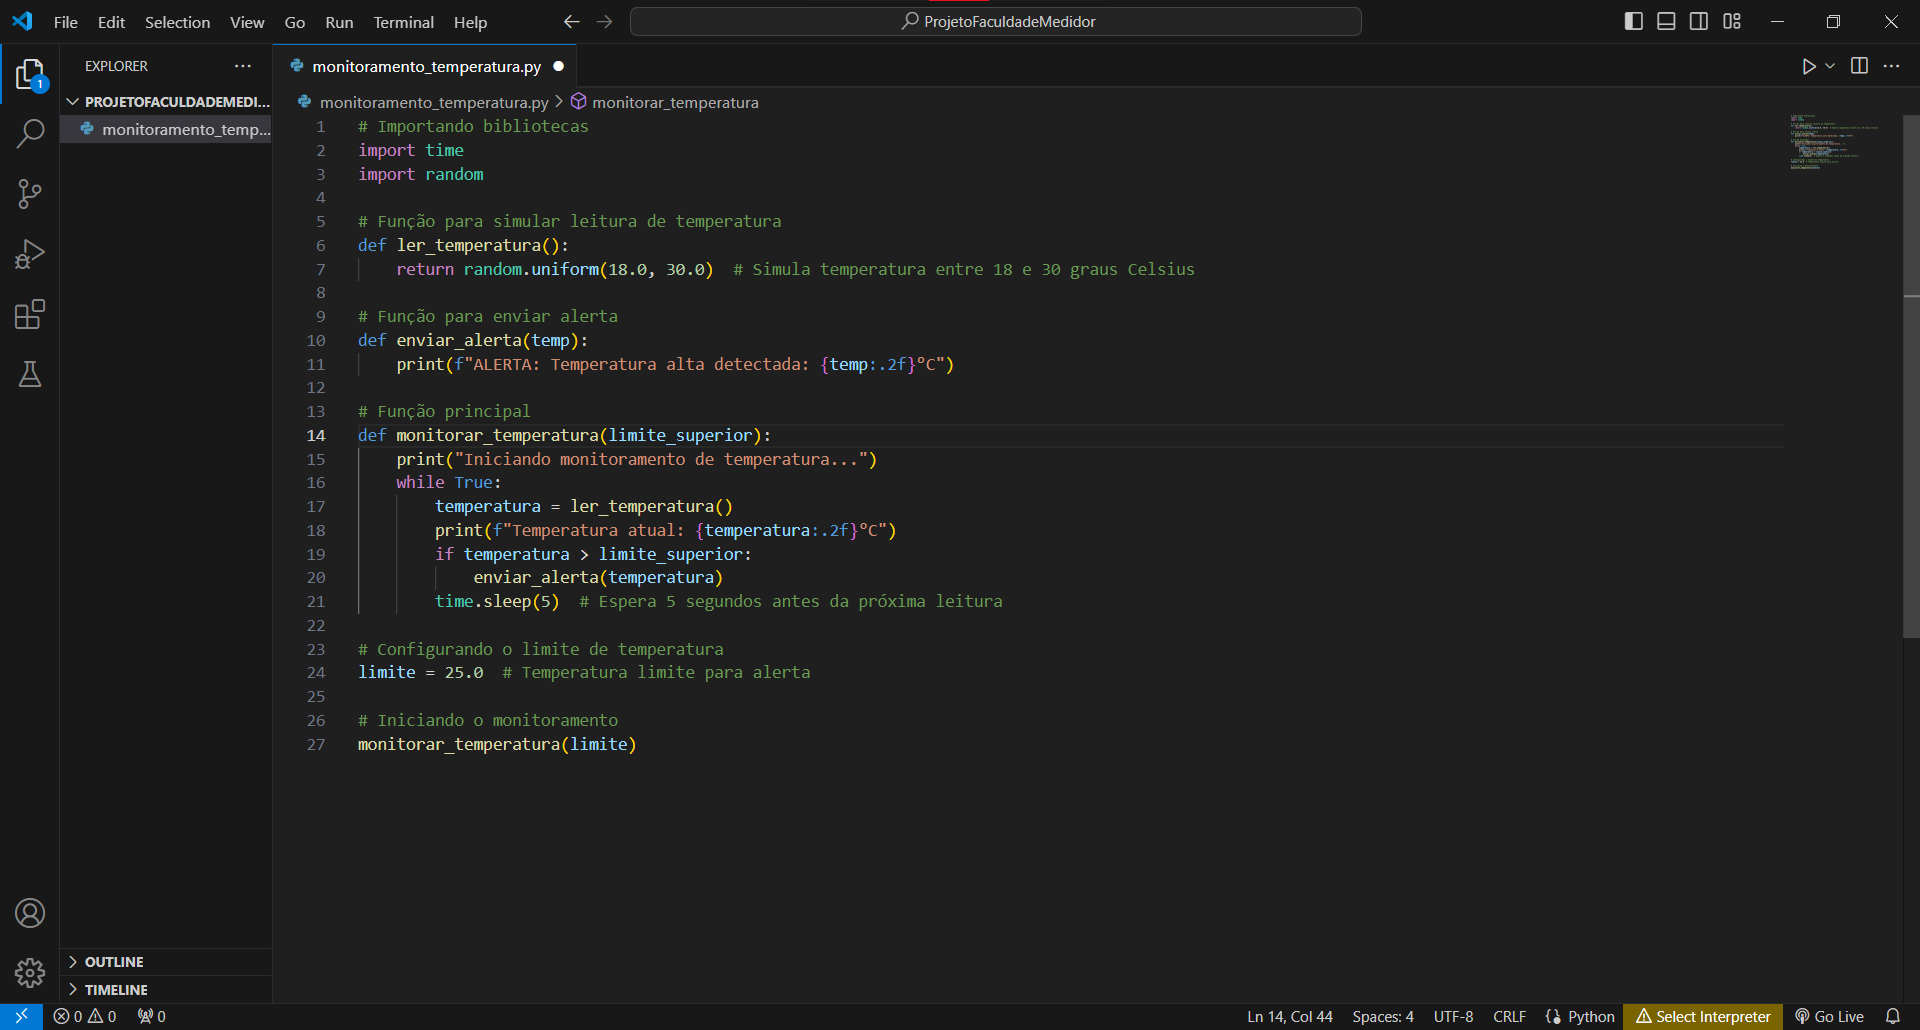 File Edit Selection View Go Run Terminal Help
ProjetoFaculdadeMedidor
EXPLORER
PROJETOFACULDADEMEDI...
monitoramento_temp...
1
monitoramento_temperatura.py
monitoramento_temperatura.py > monitorar_temperatura
1 # Importando bibliotecas
2 import time
3 import random
4
5 # Função para simular leitura de temperatura
6 def ler_temperatura():
7     return random.uniform(18.0, 30.0)  # Simula temperatura entre 18 e 30 graus Celsius
8
9 # Função para enviar alerta
10 def enviar_alerta(temp):
11     print(f"ALERTA: Temperatura alta detectada: {temp:.2f}ºC")
12
13 # Função principal
14 def monitorar_temperatura(limite_superior):
15     print("Iniciando monitoramento de temperatura...")
16     while True:
17         temperatura = ler_temperatura()
18         print(f"Temperatura atual: {temperatura:.2f}ºC")
19         if temperatura > limite_superior:
20             enviar_alerta(temperatura)
21         time.sleep(5)  # Espera 5 segundos antes da próxima leitura
22
23 # Configurando o limite de temperatura
24 limite = 25.0  # Temperatura limite para alerta
25
26 # Iniciando o monitoramento
27 monitorar_temperatura(limite)
OUTLINE
TIMELINE
0 0 0 Ln 14, Col 44 Spaces: 4 UTF-8 CRLF Python Select Interpreter Go Live